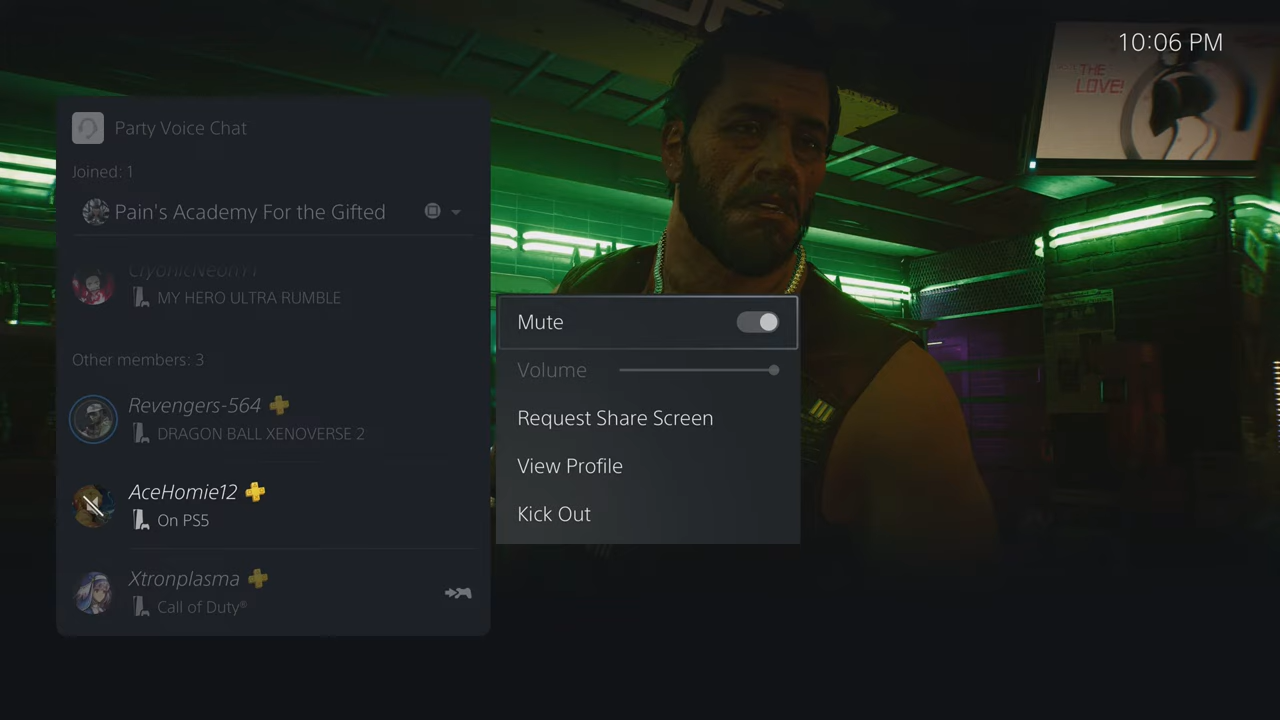 10:06 PM
THE
LOVE!
Party Voice Chat
Joined: 1
Pain's Academy For the Gifted
CryonicNeon11
MY HERO ULTRA RUMBLE
Other members: 3
Revengers-564
DRAGON BALL XENOVERSE 2
AceHomie12
On PS5
Xtronplasma
Call of Duty®
Mute
Volume
Request Share Screen
View Profile
Kick Out